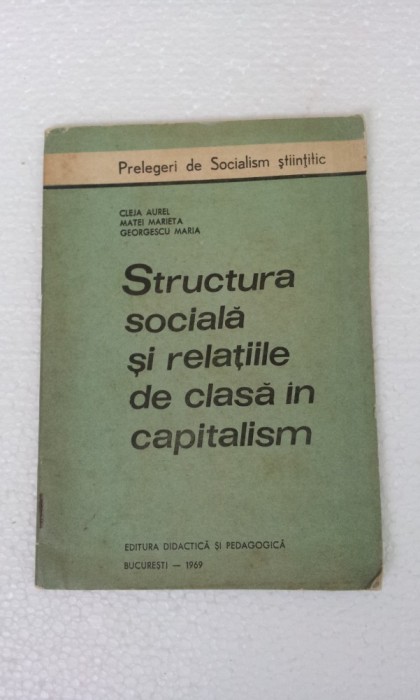 Prelegeri de Socialism științific
CLEJA AUREL
MATEI MARIETA
GEORGESCU MARIA
Structura
socială
și relațiile
de clasă in
capitalism
EDITURA DIDACTICĂ ȘI PEDAGOGICĂ
BUCUREȘTI — 1969